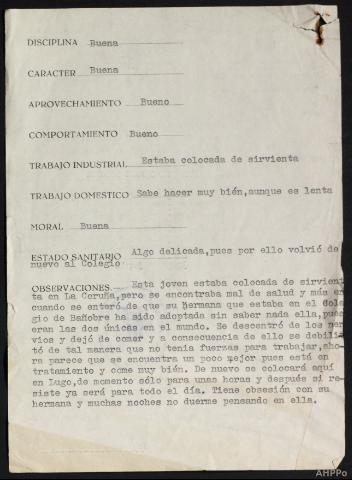 DISCIPLINA Buena
CARACTER Buena
APROVECHAMIENTO Bueno
COMPORTAMIENTO Bueno
TRABAJO INDUSTRIAL Estaba colocada de sirvienta
TRABAJO DOMESTICO Sabe hacer muy bién,aunque es lenta
MORAL Buena
ESTADO SANITARIO Algo delicada,pues por ello volvió de
nuevo al Colegio
OBSERVACIONES Esta joven estaba colocada de sirvien
ta en La Coruña,pero se encontraba mal de salud y más en
cuando se enteró de que su hermana que estaba en el Cole
gio de Bañobre ha sido adoptada sin saber nada ella,pues
eran las dos únicas en el mundo. Se descentró de los ner
vios y dejó de comer y a consecuencia de ello se debili
tó de tal manera que no tenía fuerzas para trabajar,aho-
ra parece que se encuentra un poco mejor pues está en
tratamiento y come muy bién. De nuevo se colocará aquí
en Lugo,de momento sólo para unas horas y después si re-
siste ya será para todo el día. Tiene obsesión con su
hermana y muchas noches no duerme pensando en ella.
AHPPo